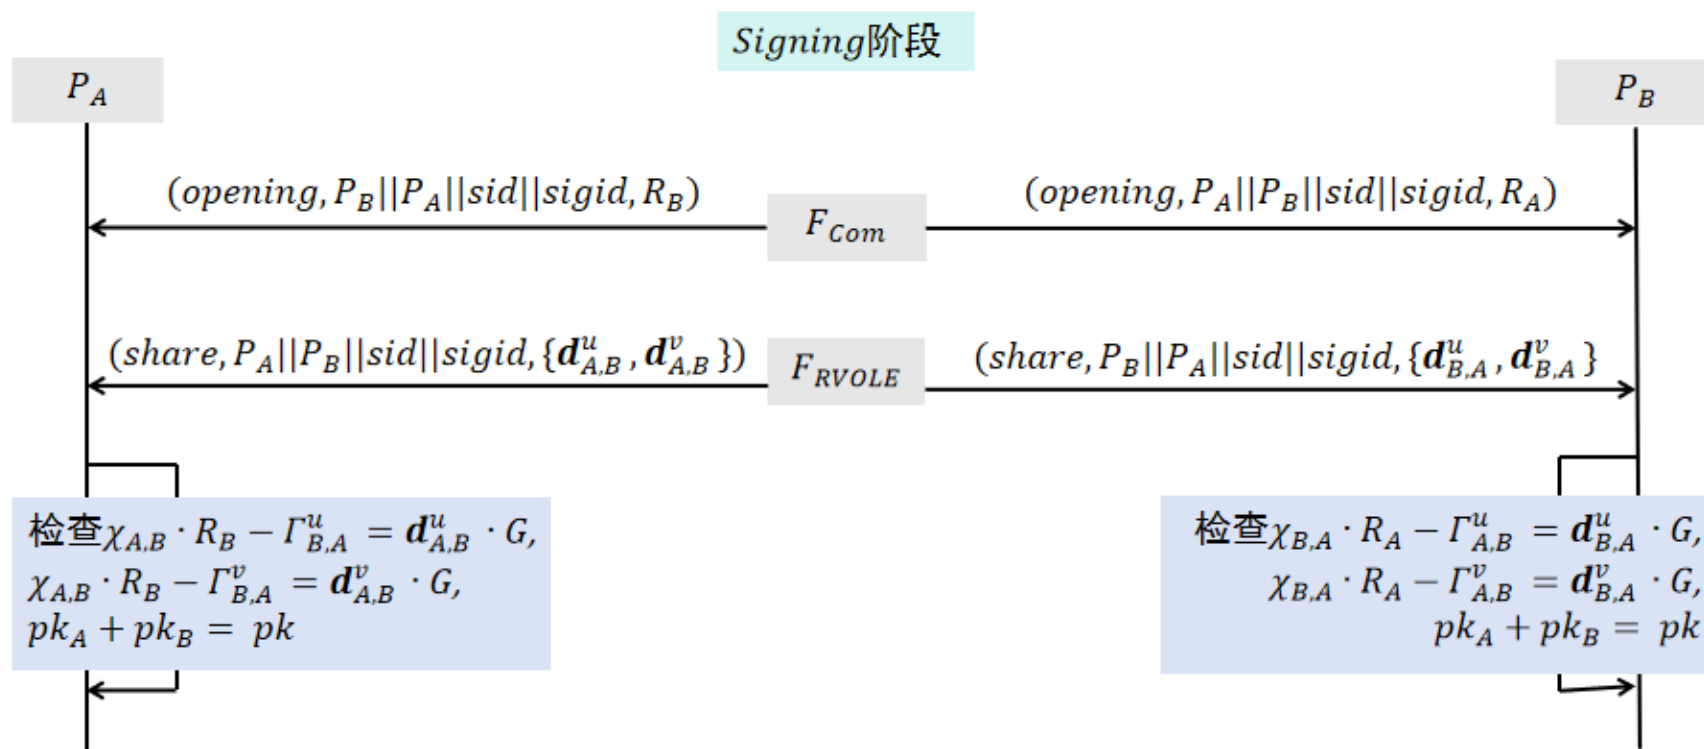 Signing阶段
P_A
P_B
(opening, P_B||P_A||sid||sigid, R_B)
F_Com
(opening, P_A||P_B||sid||sigid, R_A)
(share, P_A||P_B||sid||sigid, {d^u_{A,B}, d^v_{A,B}})
F_RVOLE
(share, P_B||P_A||sid||sigid, {d^u_{B,A}, d^v_{B,A}}
检查χ_{A,B} · R_B − Γ^u_{B,A} = d^u_{A,B} · G,
χ_{A,B} · R_B − Γ^v_{B,A} = d^v_{A,B} · G,
pk_A + pk_B = pk
检查χ_{B,A} · R_A − Γ^u_{A,B} = d^u_{B,A} · G,
χ_{B,A} · R_A − Γ^v_{A,B} = d^v_{B,A} · G,
pk_A + pk_B = pk